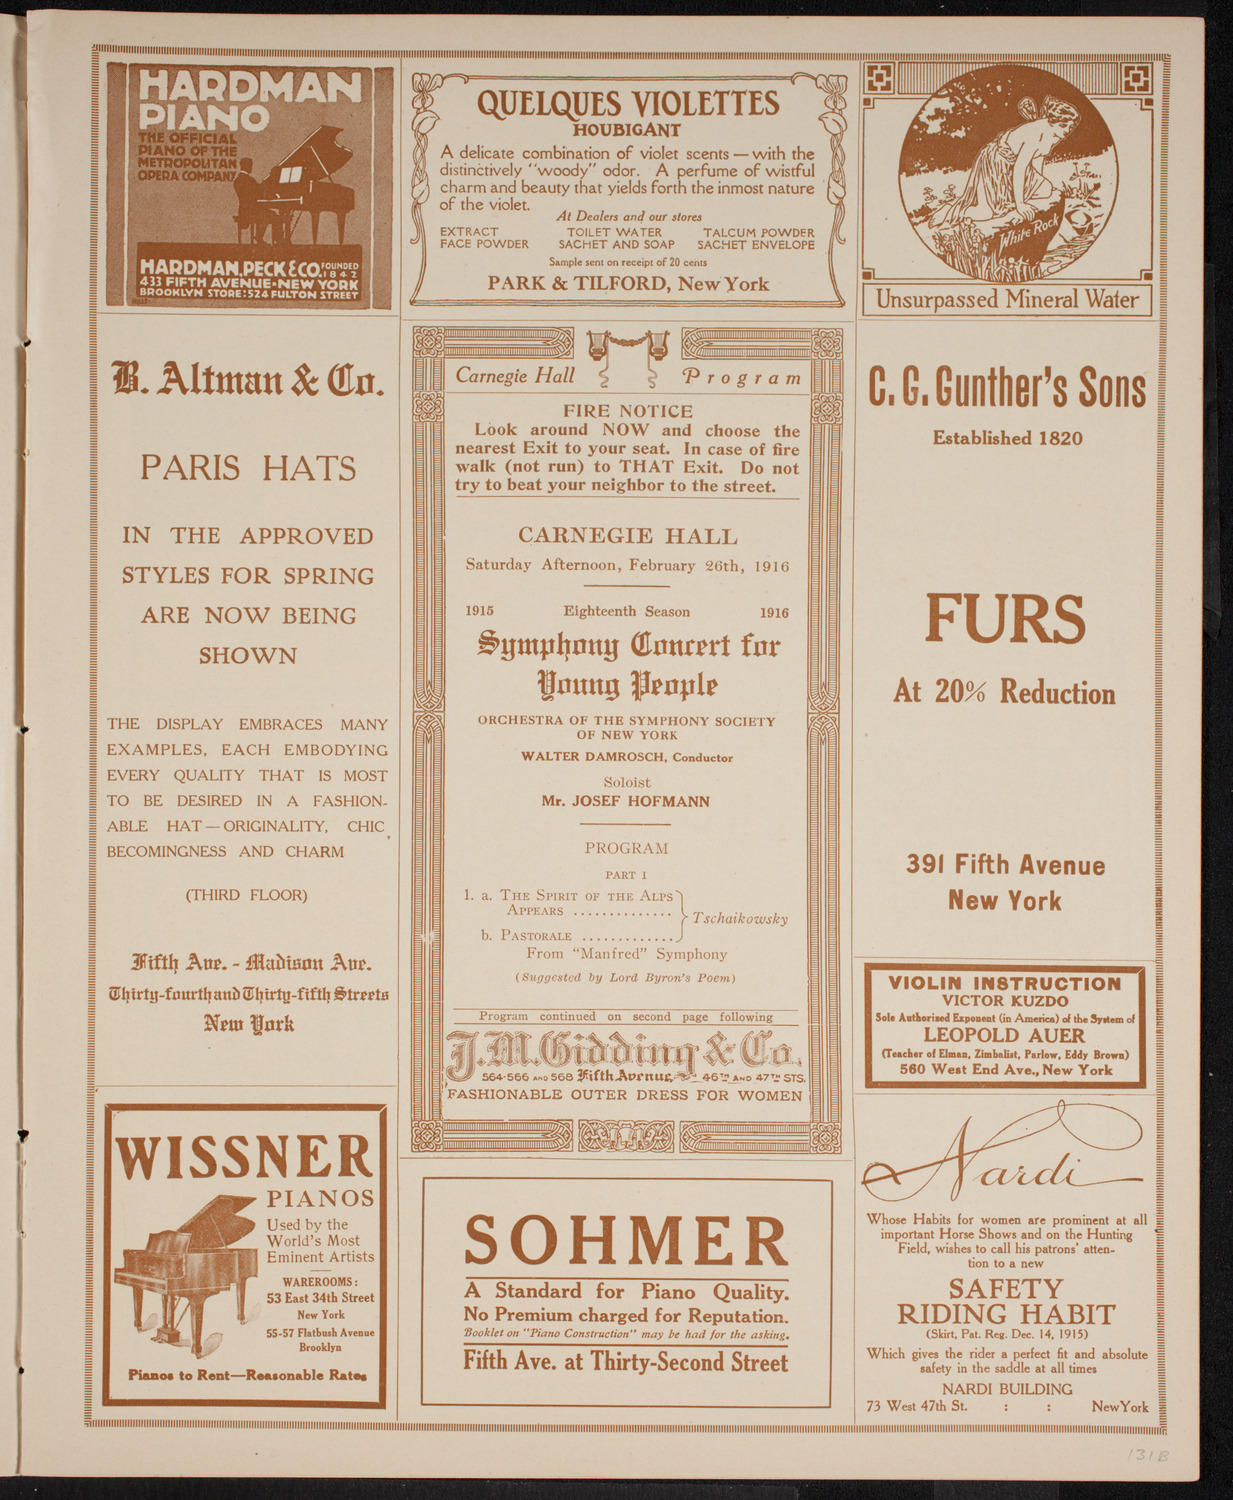 HARDMAN
PIANO
THE OFFICIAL
PIANO OF THE
METROPOLITAN
OPERA COMPANY
HARDMAN, PECK & CO. FOUNDED 1842
433 FIFTH AVENUE-NEW YORK
BROOKLYN STORE: 524 FULTON STREET
QUELQUES VIOLETTES
HOUBIGANT
A delicate combination of violet scents — with the
distinctively "woody" odor. A perfume of wistful
charm and beauty that yields forth the inmost nature
of the violet.
At Dealers and our stores
EXTRACT TOILET WATER TALCUM POWDER
FACE POWDER SACHET AND SOAP SACHET ENVELOPE
Sample sent on receipt of 20 cents
PARK & TILFORD, New York
White Rock
Unsurpassed Mineral Water
B. Altman & Co.
PARIS HATS
IN THE APPROVED
STYLES FOR SPRING
ARE NOW BEING
SHOWN
THE DISPLAY EMBRACES MANY
EXAMPLES, EACH EMBODYING
EVERY QUALITY THAT IS MOST
TO BE DESIRED IN A FASHION-
ABLE HAT — ORIGINALITY, CHIC,
BECOMINGNESS AND CHARM
(THIRD FLOOR)
Fifth Ave. - Madison Ave.
Thirty-fourth and Thirty-fifth Streets
New York
Carnegie Hall Program
FIRE NOTICE
Look around NOW and choose the
nearest Exit to your seat. In case of fire
walk (not run) to THAT Exit. Do not
try to beat your neighbor to the street.
CARNEGIE HALL
Saturday Afternoon, February 26th, 1916
1915 Eighteenth Season 1916
Symphony Concert for
Young People
ORCHESTRA OF THE SYMPHONY SOCIETY
OF NEW YORK
WALTER DAMROSCH, Conductor
Soloist
Mr. JOSEF HOFMANN
PROGRAM
PART I
1. a. THE SPIRIT OF THE ALPS
APPEARS ..............
Tschaikowsky
b. PASTORALE .............
From "Manfred" Symphony
(Suggested by Lord Byron's Poem)
Program continued on second page following
J.M. Gidding & Co.
564-566 AND 568 Fifth Avenue, 46TH AND 47TH STS.
FASHIONABLE OUTER DRESS FOR WOMEN
C. G. Gunther's Sons
Established 1820
FURS
At 20% Reduction
391 Fifth Avenue
New York
VIOLIN INSTRUCTION
VICTOR KUZDO
Sole Authorized Exponent (in America) of the System of
LEOPOLD AUER
(Teacher of Elman, Zimbalist, Parlow, Eddy Brown)
560 West End Ave., New York
WISSNER
PIANOS
Used by the
World's Most
Eminent Artists
WAREROOMS:
53 East 34th Street
New York
55-57 Flatbush Avenue
Brooklyn
Pianos to Rent—Reasonable Rates
SOHMER
A Standard for Piano Quality.
No Premium charged for Reputation.
Booklet on "Piano Construction" may be had for the asking.
Fifth Ave. at Thirty-Second Street
Nardi
Whose Habits for women are prominent at all
important Horse Shows and on the Hunting
Field, wishes to call his patrons' atten-
tion to a new
SAFETY
RIDING HABIT
(Skirt, Pat. Reg. Dec. 14, 1915)
Which gives the rider a perfect fit and absolute
safety in the saddle at all times
NARDI BUILDING
73 West 47th St. : : New York
131B